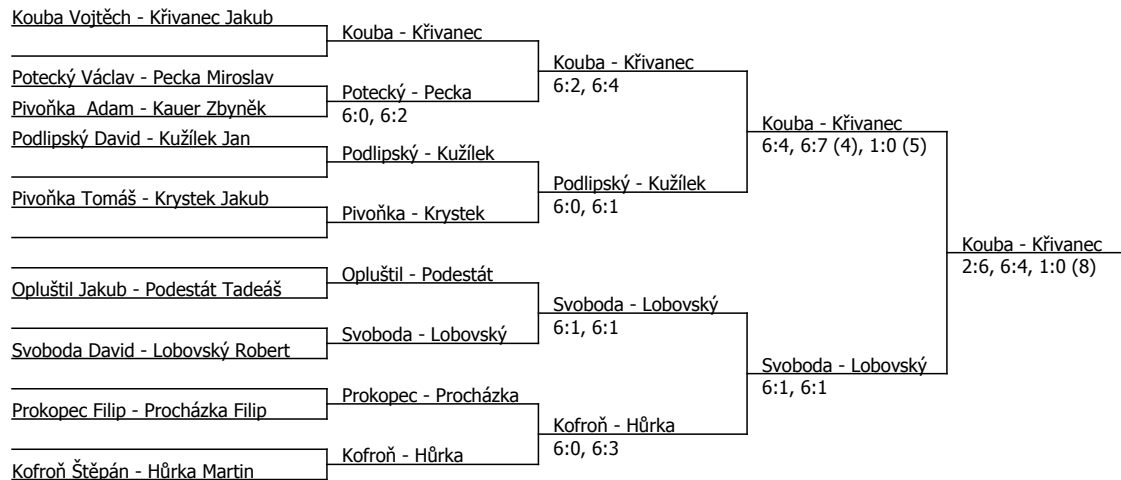 Kouba Vojtěch - Křivanec Jakub
Kouba - Křivanec
Kouba - Křivanec
6:2, 6:4
Potecký Václav - Pecka Miroslav
Potecký - Pecka
6:0, 6:2
Pivoňka  Adam - Kauer Zbyněk
Kouba - Křivanec
6:4, 6:7 (4), 1:0 (5)
Podlipský David - Kužílek Jan
Podlipský - Kužílek
Podlipský - Kužílek
6:0, 6:1
Pivoňka Tomáš - Krystek Jakub
Pivoňka - Krystek
Kouba - Křivanec
2:6, 6:4, 1:0 (8)
Opluštil - Podestát
Opluštil Jakub - Podestát Tadeáš
Svoboda - Lobovský
6:1, 6:1
Svoboda - Lobovský
Svoboda David - Lobovský Robert
Svoboda - Lobovský
6:1, 6:1
Prokopec - Procházka
Prokopec Filip - Procházka Filip
Kofroň - Hůrka
6:0, 6:3
Kofroň - Hůrka
Kofroň Štěpán - Hůrka Martin